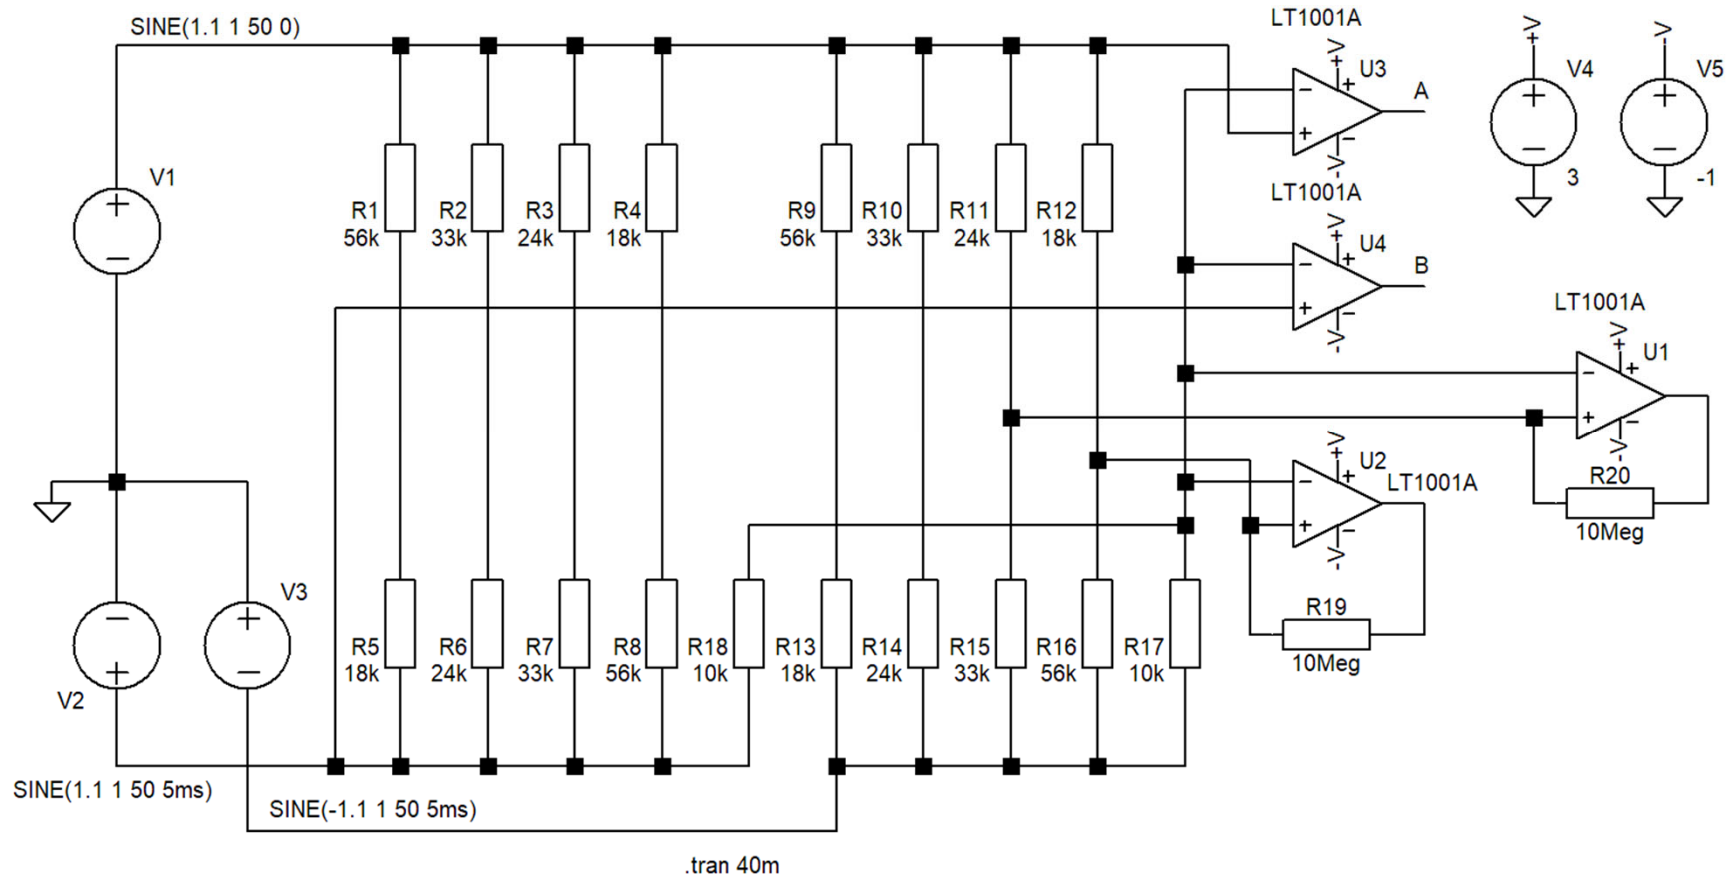 SINE(1.1 1 50 0)
LT1001A
+V
-V
+V
U3
V4
V5
A
V1
-V
3
-1
LT1001A
R1
56k
R2
33k
R3
24k
R4
18k
R9
56k
R10
33k
R11
24k
R12
18k
+V
U4
B
-V
LT1001A
+V
U1
-V
+V
U2
LT1001A
R20
10Meg
-V
V3
R19
10Meg
R5
18k
R6
24k
R7
33k
R8
56k
R18
10k
R13
18k
R14
24k
R15
33k
R16
56k
R17
10k
V2
SINE(1.1 1 50 5ms)
SINE(-1.1 1 50 5ms)
.tran 40m